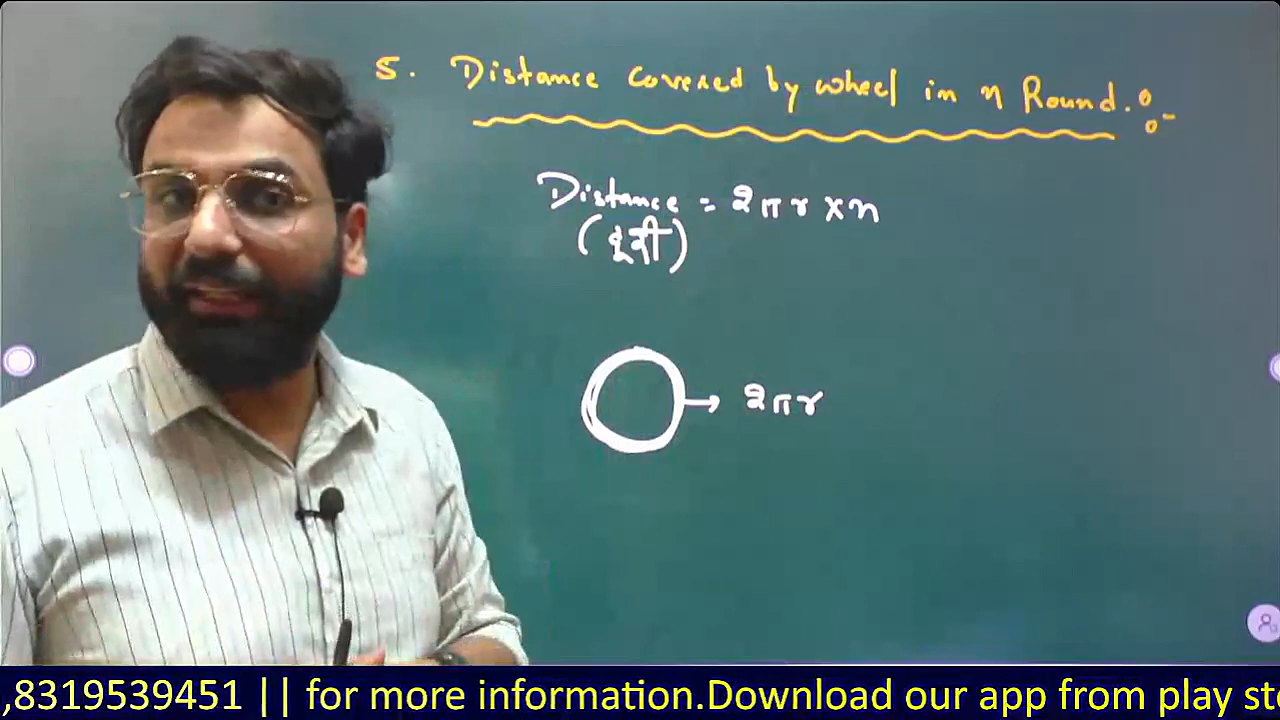 5. Distance covered by wheel in n Round.:-
Distance = 2πr × n
(दूरी)
→ 2πr
,8319539451 || for more information.Download our app from play st